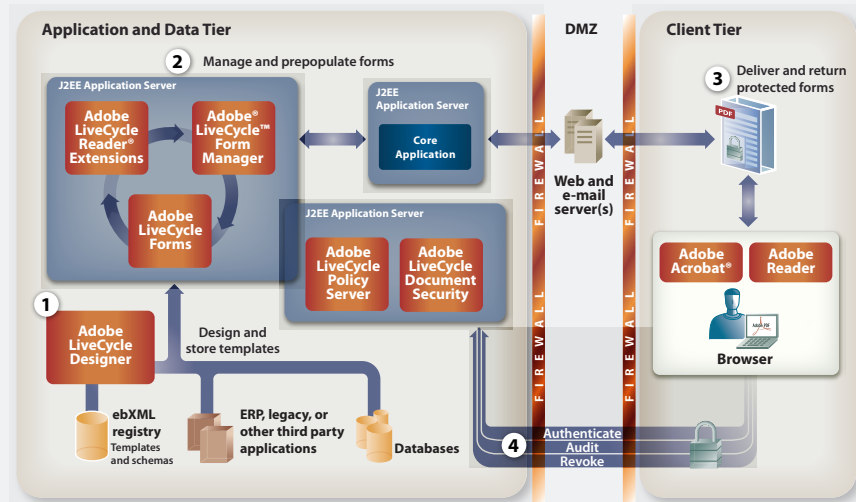 Application and Data Tier
DMZ
Client Tier
2
Manage and prepopulate forms
3
Deliver and return
protected forms
J2EE Application Server
Adobe
LiveCycle
Reader®
Extensions
Adobe®
LiveCycle™
Form
Manager
Adobe
LiveCycle
Forms
J2EE
Application Server
Core
Application
FIREWALL
FIREWALL
Web and
e-mail
server(s)
PDF
J2EE Application Server
Adobe
LiveCycle
Policy
Server
Adobe
LiveCycle
Document
Security
Adobe
Acrobat®
Adobe
Reader
Adobe PDF
Browser
1
Adobe
LiveCycle
Designer
Design and
store templates
FIREWALL
FIREWALL
ebXML
registry
Templates
and schemas
ERP, legacy, or
other third party
applications
Databases
4
Authenticate
Audit
Revoke